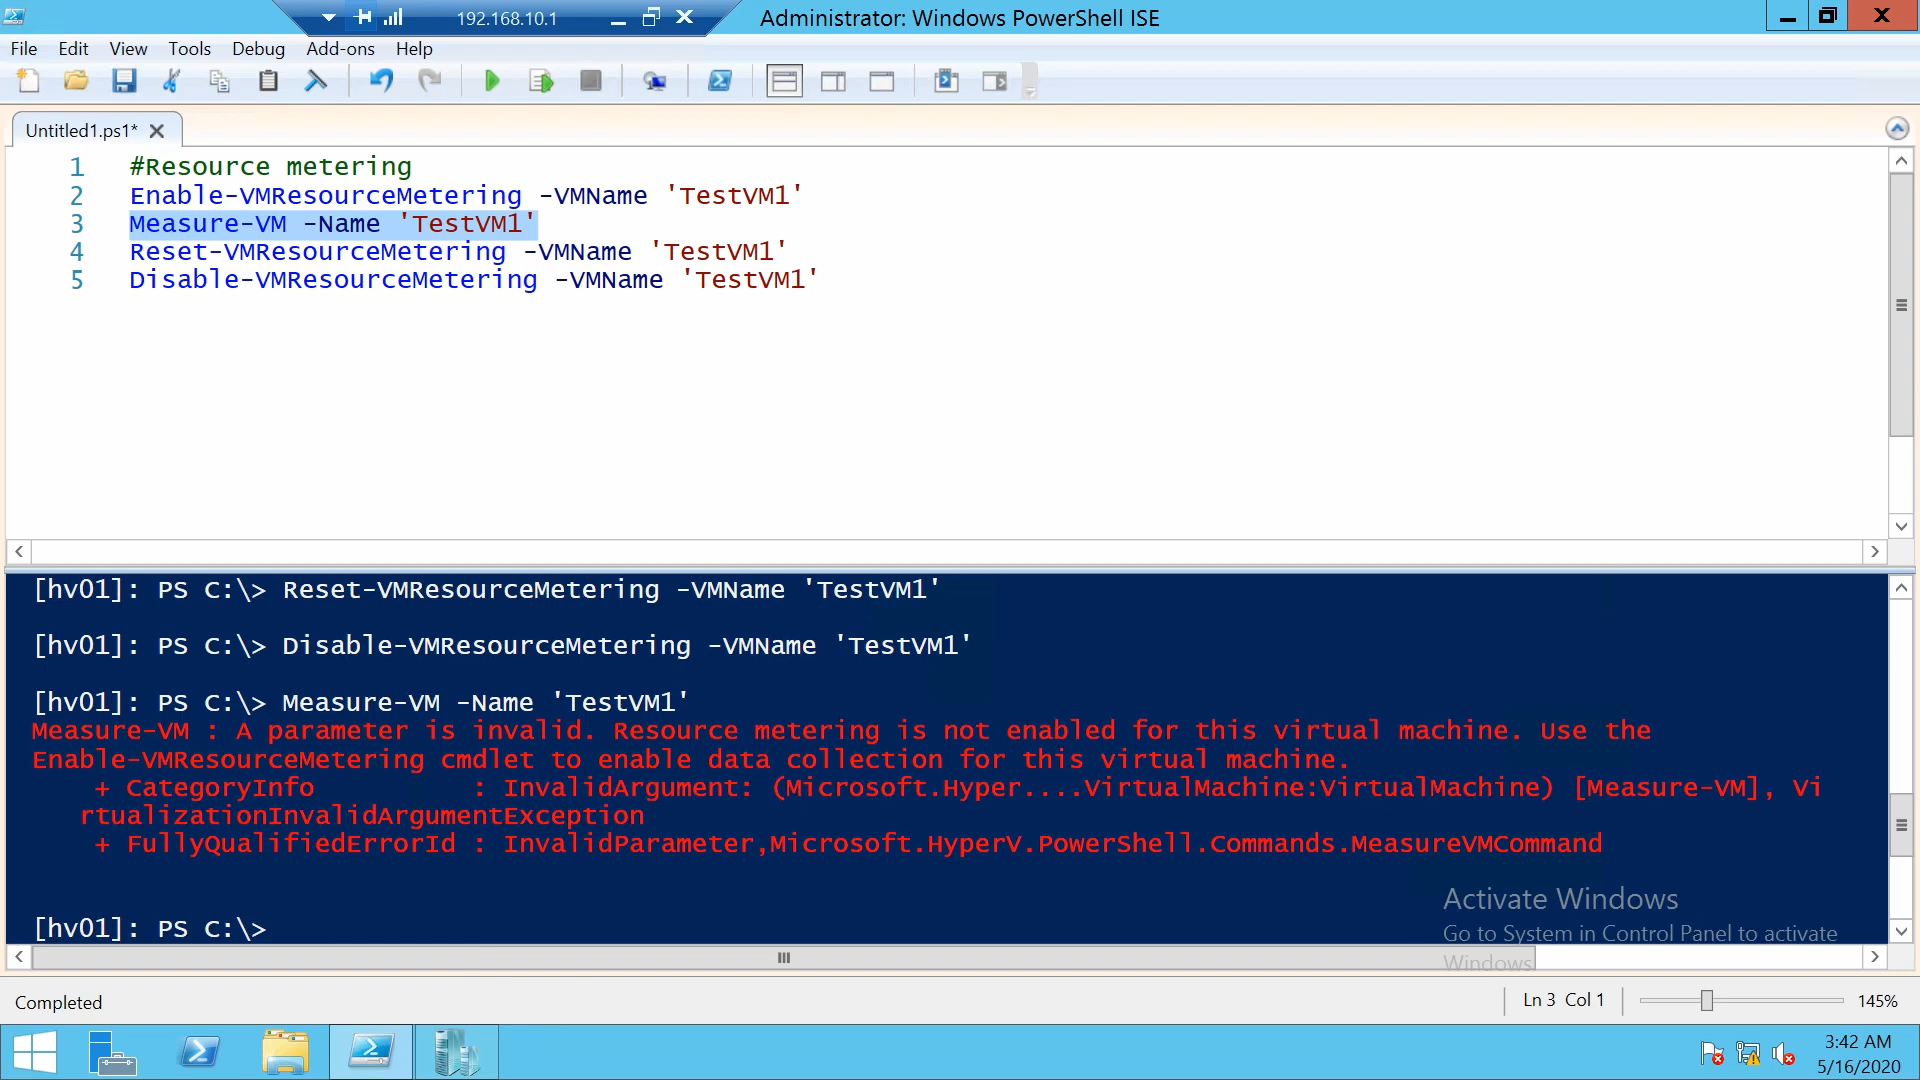 192.168.10.1
Administrator: Windows PowerShell ISE
File Edit View Tools Debug Add-ons Help
Untitled1.ps1*
1 #Resource metering
2 Enable-VMResourceMetering -VMName 'TestVM1'
3 Measure-VM -Name 'TestVM1'
4 Reset-VMResourceMetering -VMName 'TestVM1'
5 Disable-VMResourceMetering -VMName 'TestVM1'
[hv01]: PS C:\> Reset-VMResourceMetering -VMName 'TestVM1'
[hv01]: PS C:\> Disable-VMResourceMetering -VMName 'TestVM1'
[hv01]: PS C:\> Measure-VM -Name 'TestVM1'
Measure-VM : A parameter is invalid. Resource metering is not enabled for this virtual machine. Use the
Enable-VMResourceMetering cmdlet to enable data collection for this virtual machine.
+ CategoryInfo : InvalidArgument: (Microsoft.Hyper....VirtualMachine:VirtualMachine) [Measure-VM], Vi
rtualizationInvalidArgumentException
+ FullyQualifiedErrorId : InvalidParameter,Microsoft.HyperV.PowerShell.Commands.MeasureVMCommand
[hv01]: PS C:\>
Activate Windows
Go to System in Control Panel to activate
Windows.
Completed
Ln 3 Col 1
145%
3:42 AM
5/16/2020